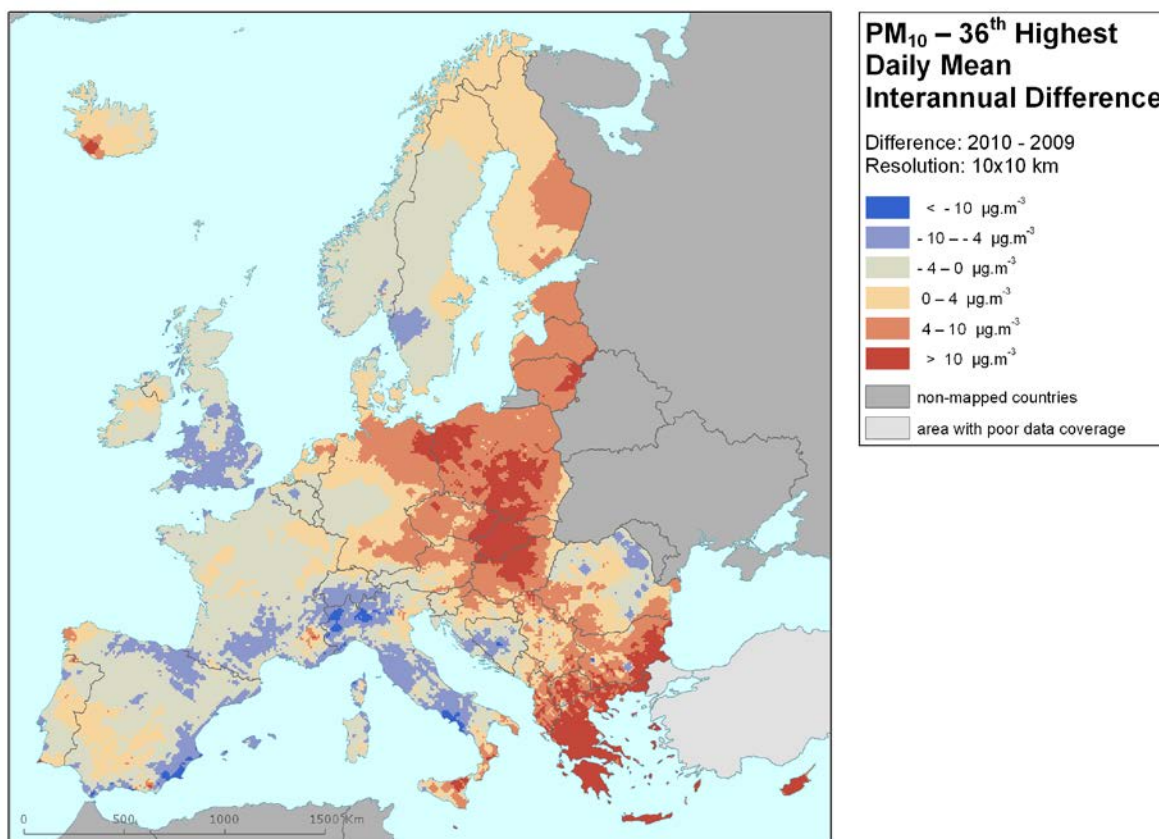 PM₁₀ – 36ᵗʰ Highest
Daily Mean
Interannual Difference
Difference: 2010 - 2009
Resolution: 10x10 km
< - 10 µg.m⁻³
- 10 – - 4 µg.m⁻³
- 4 – 0 µg.m⁻³
0 – 4 µg.m⁻³
4 – 10 µg.m⁻³
> 10 µg.m⁻³
non-mapped countries
area with poor data coverage
0 500 1000 1500 Km